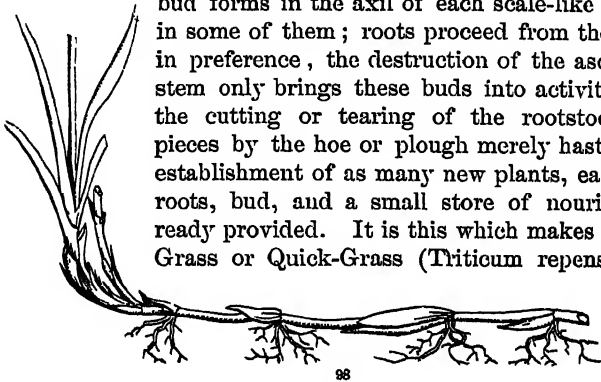 bud forms in the axil of each scale-like
in some of them ; roots proceed from the
in preference , the destruction of the asc
stem only brings these buds into activit
the cutting or tearing of the rootstoc
pieces by the hoe or plough merely hast
establishment of as many new plants, ea
roots, bud, and a small store of nouri
ready provided. It is this which makes
Grass or Quick-Grass (Triticum repens
98